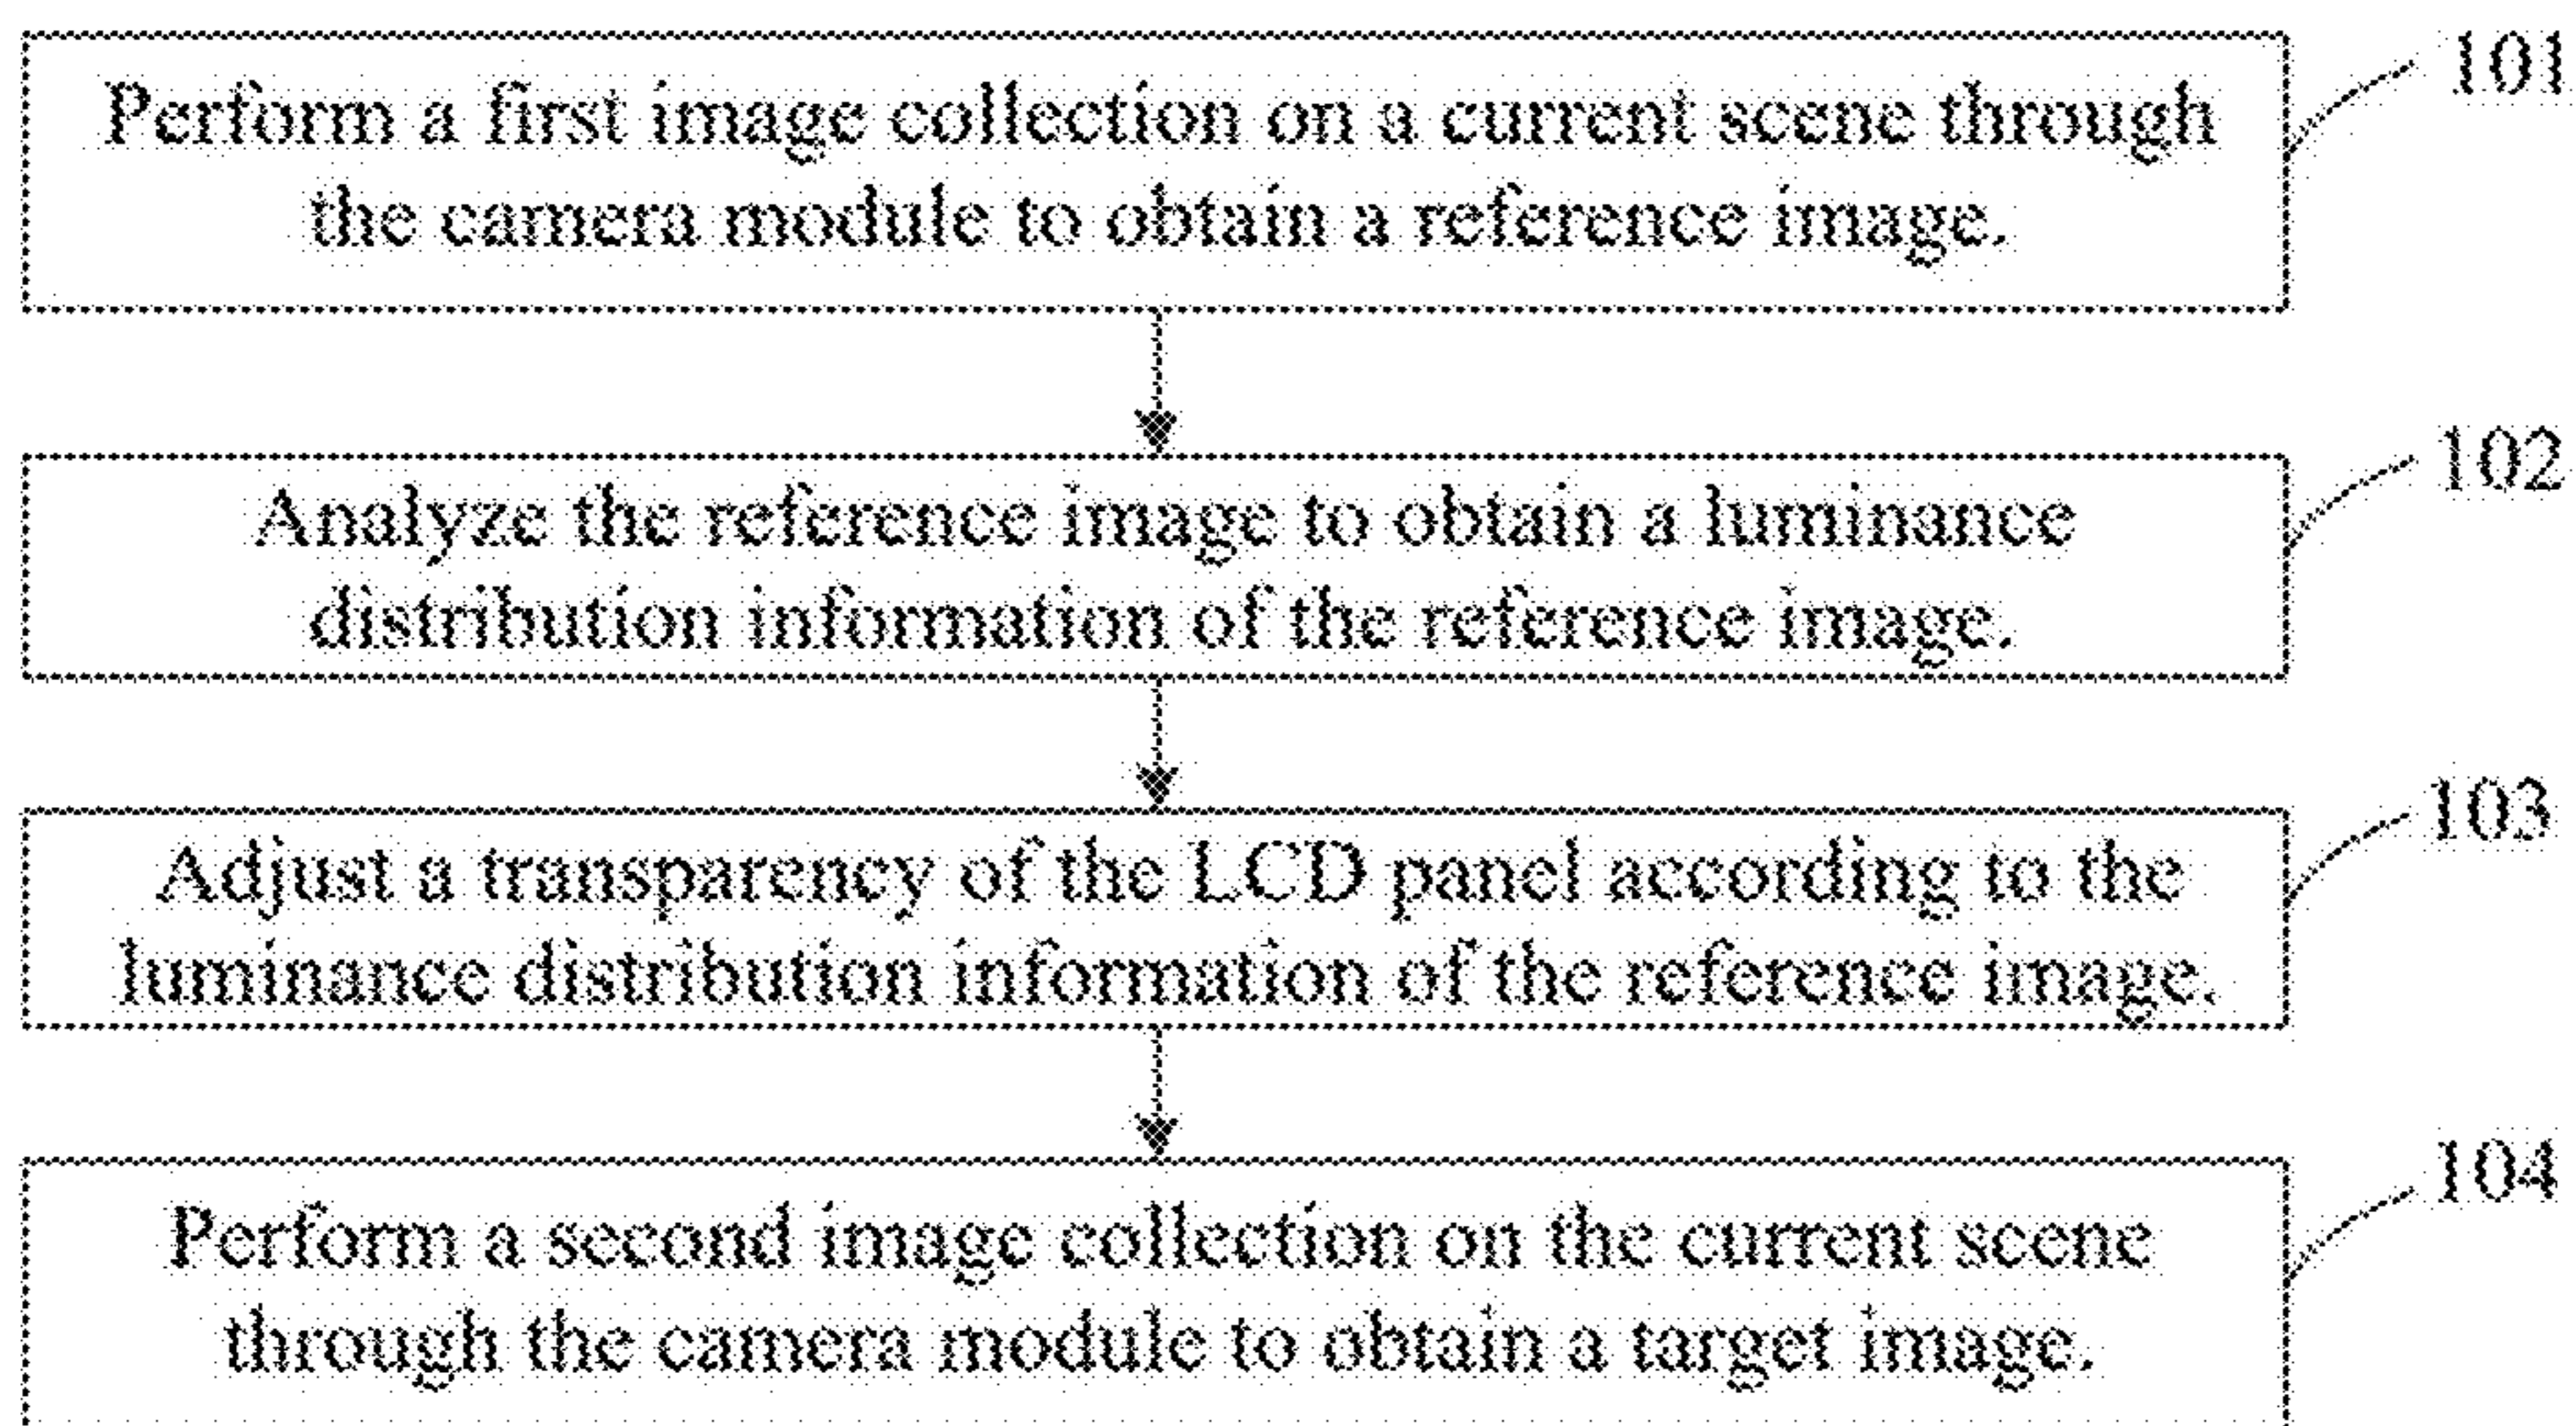 Perform a first image collection on a current scene through
the camera module to obtain a reference image.
101
Analyze the reference image to obtain a luminance
distribution information of the reference image.
102
Adjust a transparency of the LCD panel according to the
luminance distribution information of the reference image.
103
Perform a second image collection on the current scene
through the camera module to obtain a target image.
104